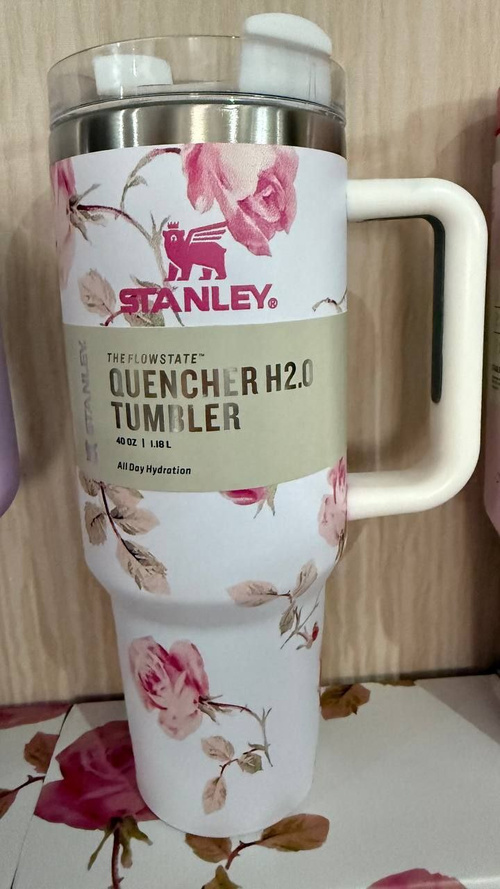 STANLEY®
STANLEY
THE FLOWSTATE™
QUENCHER H2.0
TUMBLER
40 OZ | 1.18 L
All Day Hydration